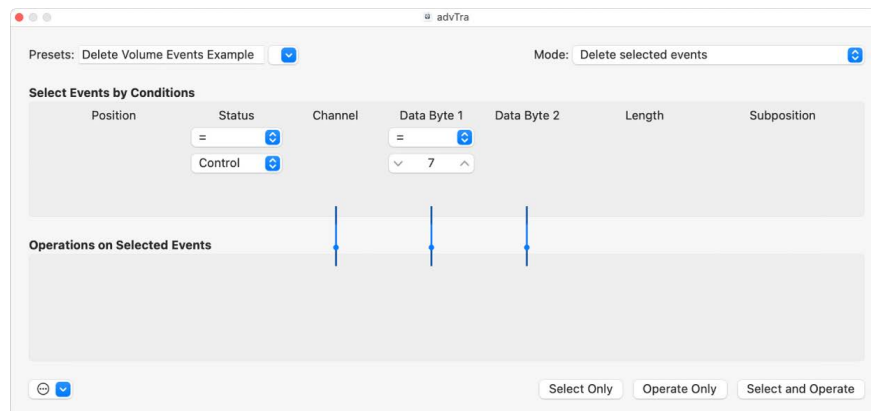 advTra
Presets: Delete Volume Events Example Mode: Delete selected events
Select Events by Conditions
Position Status Channel Data Byte 1 Data Byte 2 Length Subposition
= =
Control 7
Operations on Selected Events
Select Only Operate Only Select and Operate